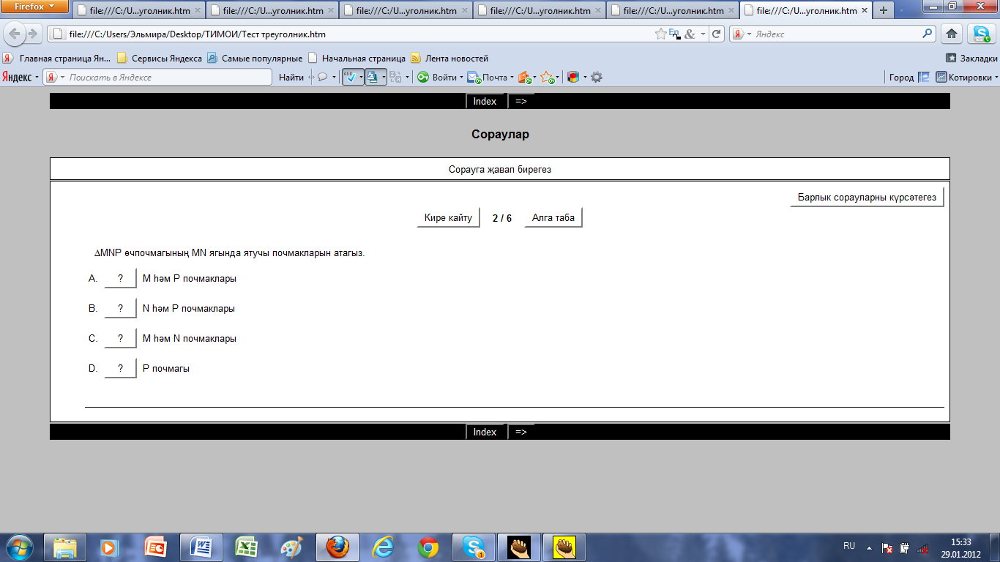 Firefox
file:///C:/U...уголник.htm
file:///C:/U...уголник.htm
file:///C:/U...уголник.htm
file:///C:/U...уголник.htm
file:///C:/U...уголник.htm
file:///C:/U...уголник.htm
file:///C:/Users/Эльмира/Desktop/ТИМОИ/Тест треуголник.htm
Яндекс
Главная страница Ян... Сервисы Яндекса Самые популярные Начальная страница Лента новостей Закладки
Яндекс Поискать в Яндексе Найти Войти Почта Город Котировки
Index =>
Сораулар
Сорауга җавап бирегез
Барлык сорауларны күрсәтегез
Кире кайту 2 / 6 Алга таба
∆MNP өчпочмагының MN ягында ятучы почмакларын атагыз.
A. ? M һәм P почмаклары
B. ? N һәм P почмаклары
C. ? M һәм N почмаклары
D. ? P почмагы
Index =>
RU 15:33
29.01.2012